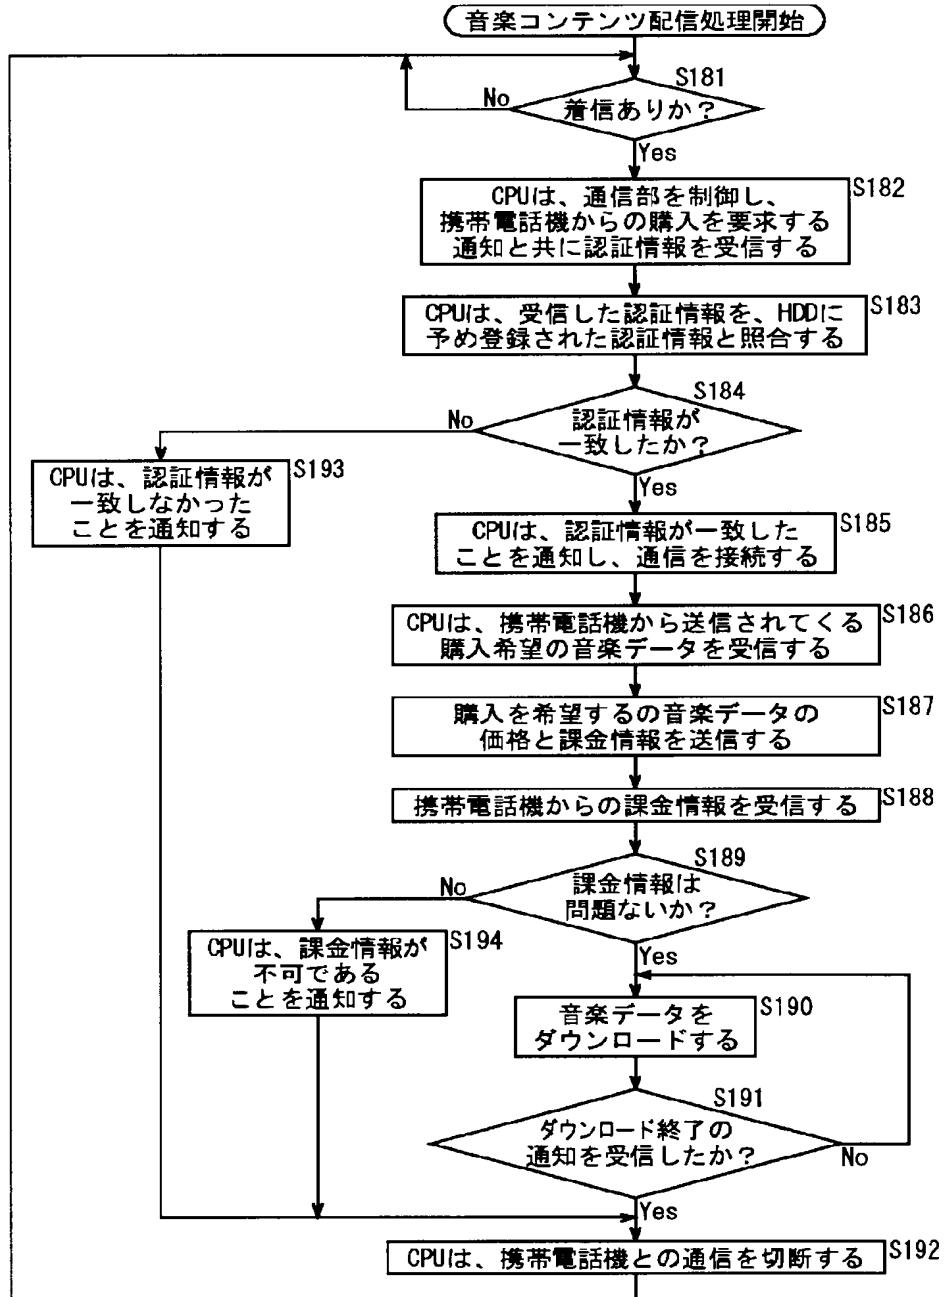 音楽コンテンツ配信処理開始
S181
着信ありか？
No
Yes
S182
CPUは、通信部を制御し、
携帯電話機からの購入を要求する
通知と共に認証情報を受信する
S183
CPUは、受信した認証情報を、HDDに
予め登録された認証情報と照合する
S184
認証情報が
一致したか？
No
Yes
S193
CPUは、認証情報が
一致しなかった
ことを通知する
S185
CPUは、認証情報が一致した
ことを通知し、通信を接続する
S186
CPUは、携帯電話機から送信されてくる
購入希望の音楽データを受信する
S187
購入を希望するの音楽データの
価格と課金情報を送信する
S188
携帯電話機からの課金情報を受信する
S189
課金情報は
問題ないか？
No
Yes
S194
CPUは、課金情報が
不可である
ことを通知する
S190
音楽データを
ダウンロードする
S191
ダウンロード終了の
通知を受信したか？
No
Yes
S192
CPUは、携帯電話機との通信を切断する